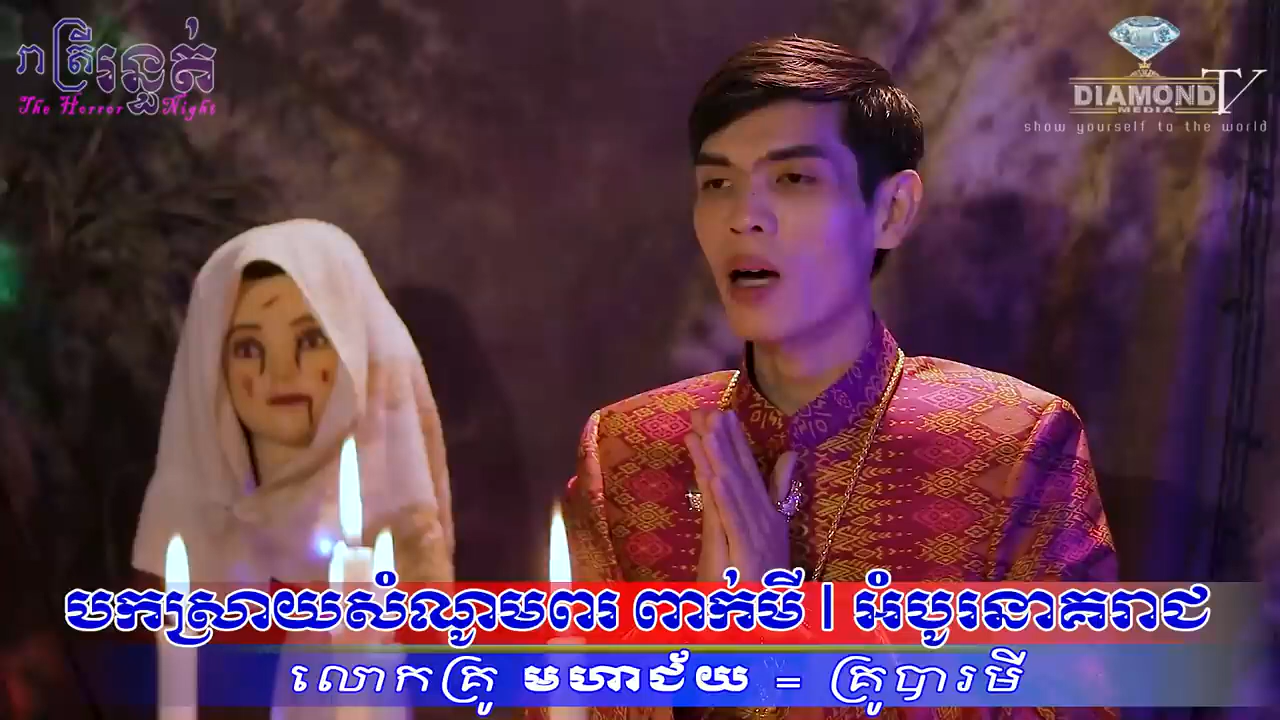 រាត្រីរន្ធត់
The Horror Night
DIAMOND TV
MEDIA
show yourself to the world
បកស្រាយសំណូមពរ ពាក់មី | អំបូរនាគរាជ
លោកគ្រូ មហាជ័យ = គ្រូបារមី